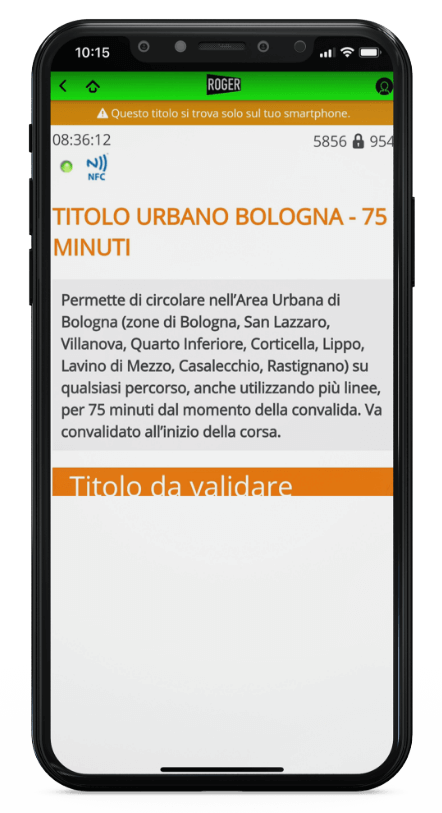 10:15
ROGER
Questo titolo si trova solo sul tuo smartphone.
08:36:12
5856 954
NFC
TITOLO URBANO BOLOGNA - 75
MINUTI
Permette di circolare nell'Area Urbana di
Bologna (zone di Bologna, San Lazzaro,
Villanova, Quarto Inferiore, Corticella, Lippo,
Lavino di Mezzo, Casalecchio, Rastignano) su
qualsiasi percorso, anche utilizzando più linee,
per 75 minuti dal momento della convalida. Va
convalidato all'inizio della corsa.
Titolo da validare